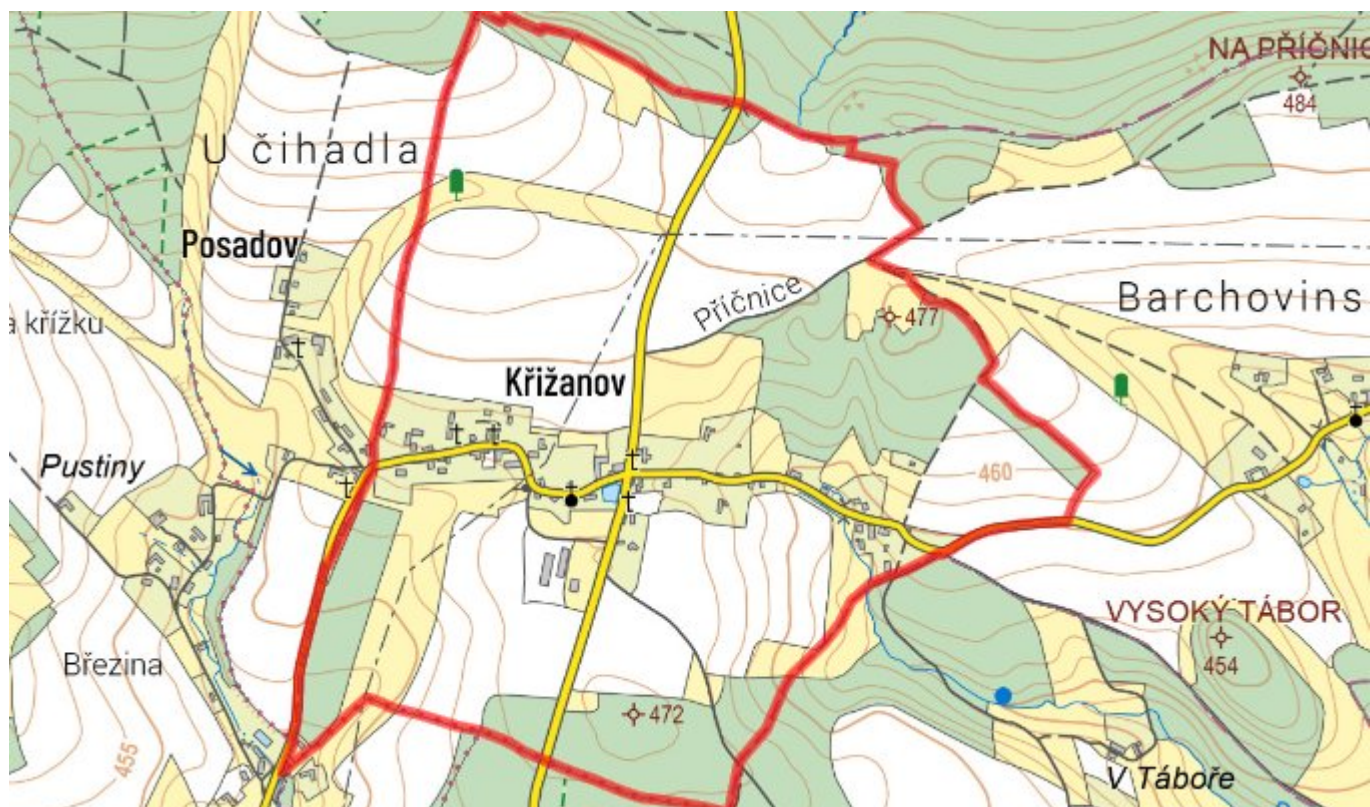 NA PŘÍČNIC
484
U čihadla
Posadov
Příčnice
Barchovins
a křížku
477
Křižanov
Pustiny
460
VYSOKÝ TÁBOR
454
Březina
472
455
V Táboře